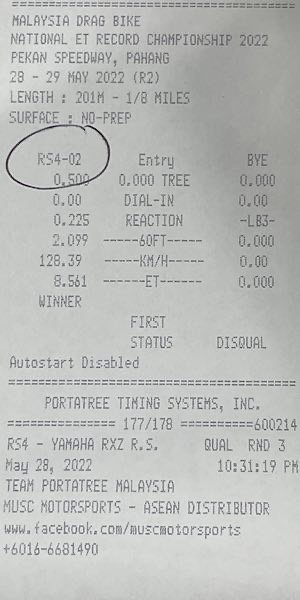 ==================================
MALAYSIA DRAG BIKE
NATIONAL ET RECORD CHAMPIONSHIP 2022
PEKAN SPEEDWAY, PAHANG
28 - 29 MAY 2022 (R2)
LENGTH : 201M - 1/8 MILES
SURFACE : NO-PREP
RS4-02 Entry BYE
0.500 0.000 TREE 0.000
0.00 DIAL-IN 0.00
0.225 REACTION -LB3-
2.099 -----60FT----- 0.000
128.39 -----KM/H----- 0.00
8.561 ------ET------ 0.000
WINNER
FIRST
STATUS DISQUAL
Autostart Disabled
==================================
PORTATREE TIMING SYSTEMS, INC.
============== 177/178 ==========600214
RS4 - YAMAHA RXZ R.S. QUAL RND 3
May 28, 2022 10:31:19 PM
TEAM PORTATREE MALAYSIA
MUSC MOTORSPORTS - ASEAN DISTRIBUTOR
www.facebook.com/muscmotorsports
+6016-6681490